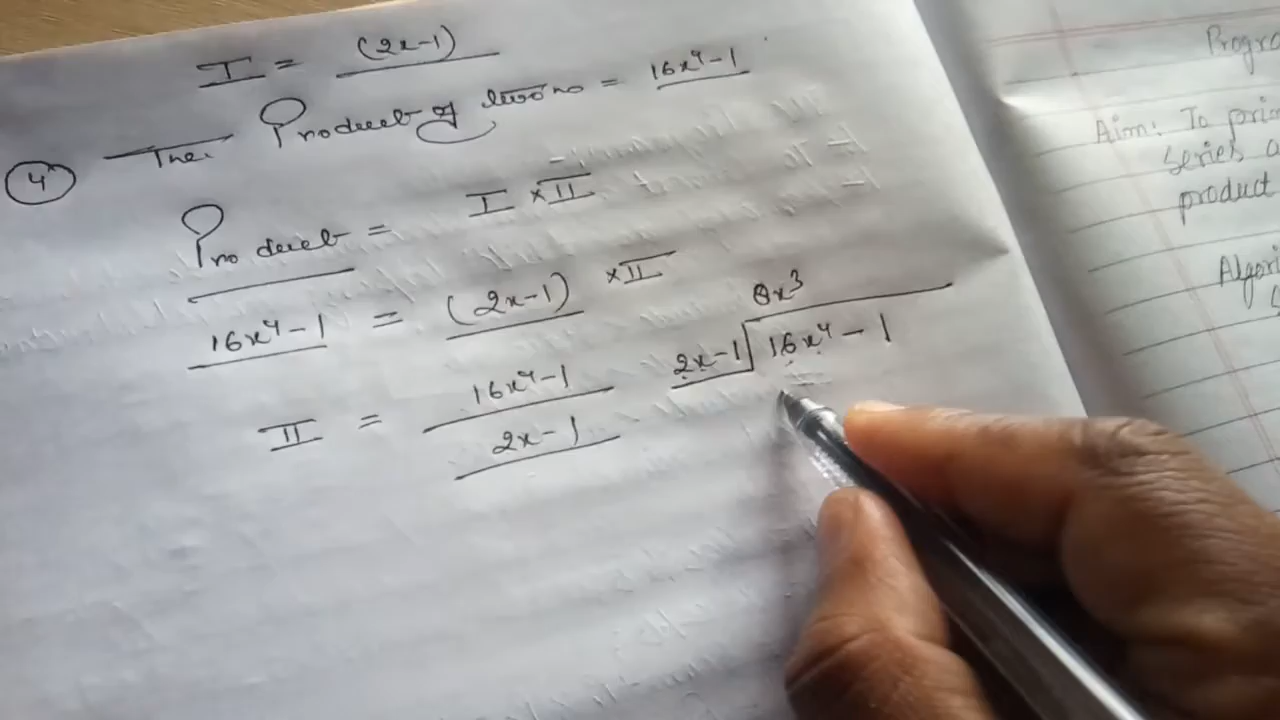 I = (2x-1)
4 The Product of two no = 16x⁴-1
Product = I × II
16x⁴-1 = (2x-1) × II
II = 16x⁴-1
2x-1
8x³
2x-1 16x⁴-1
Progra
Aim: To prin
series a
product
Algori